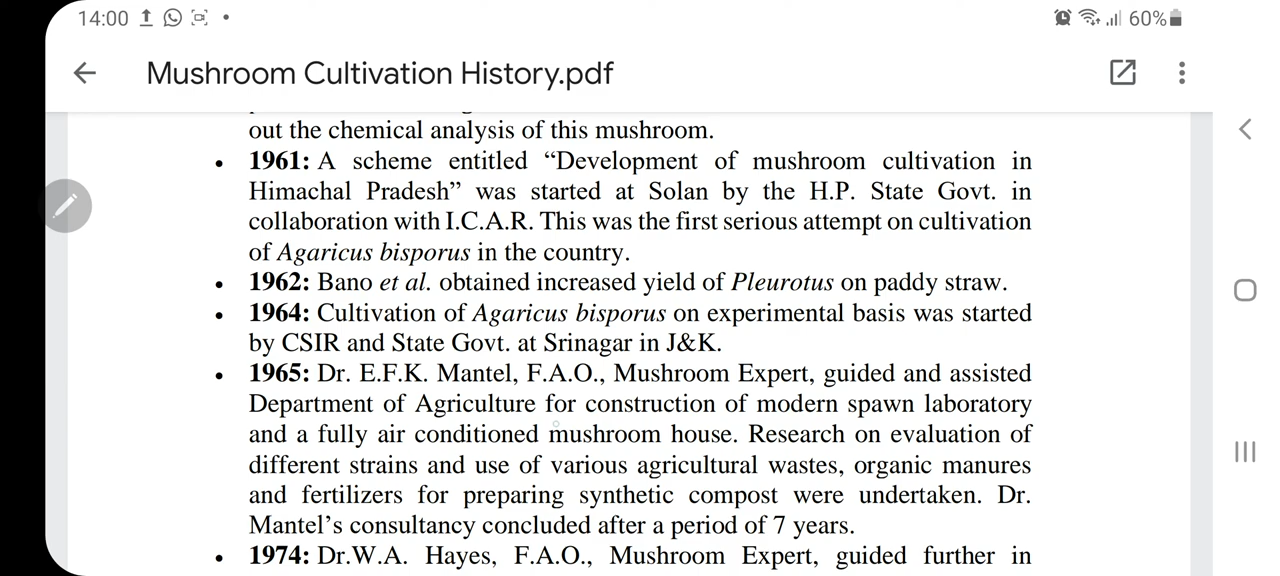 14:00
60%
Mushroom Cultivation History.pdf
out the chemical analysis of this mushroom.
• 1961: A scheme entitled “Development of mushroom cultivation in
Himachal Pradesh” was started at Solan by the H.P. State Govt. in
collaboration with I.C.A.R. This was the first serious attempt on cultivation
of Agaricus bisporus in the country.
• 1962: Bano et al. obtained increased yield of Pleurotus on paddy straw.
• 1964: Cultivation of Agaricus bisporus on experimental basis was started
by CSIR and State Govt. at Srinagar in J&K.
• 1965: Dr. E.F.K. Mantel, F.A.O., Mushroom Expert, guided and assisted
Department of Agriculture for construction of modern spawn laboratory
and a fully air conditioned mushroom house. Research on evaluation of
different strains and use of various agricultural wastes, organic manures
and fertilizers for preparing synthetic compost were undertaken. Dr.
Mantel’s consultancy concluded after a period of 7 years.
• 1974: Dr.W.A. Hayes, F.A.O., Mushroom Expert, guided further in